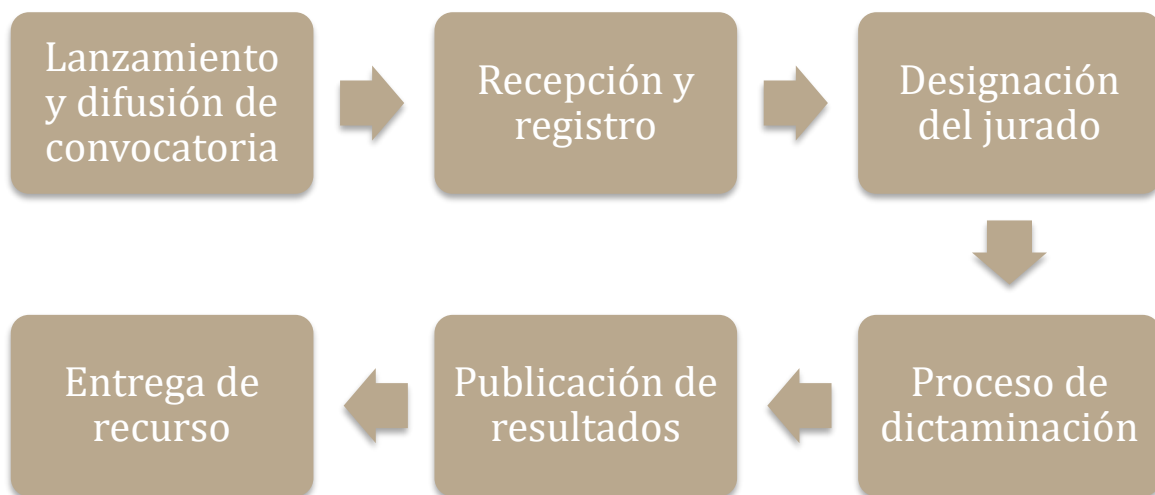 Lanzamiento
y difusión de
convocatoria
Recepción y
registro
Designación
del jurado
Proceso de
dictaminación
Publicación de
resultados
Entrega de
recurso